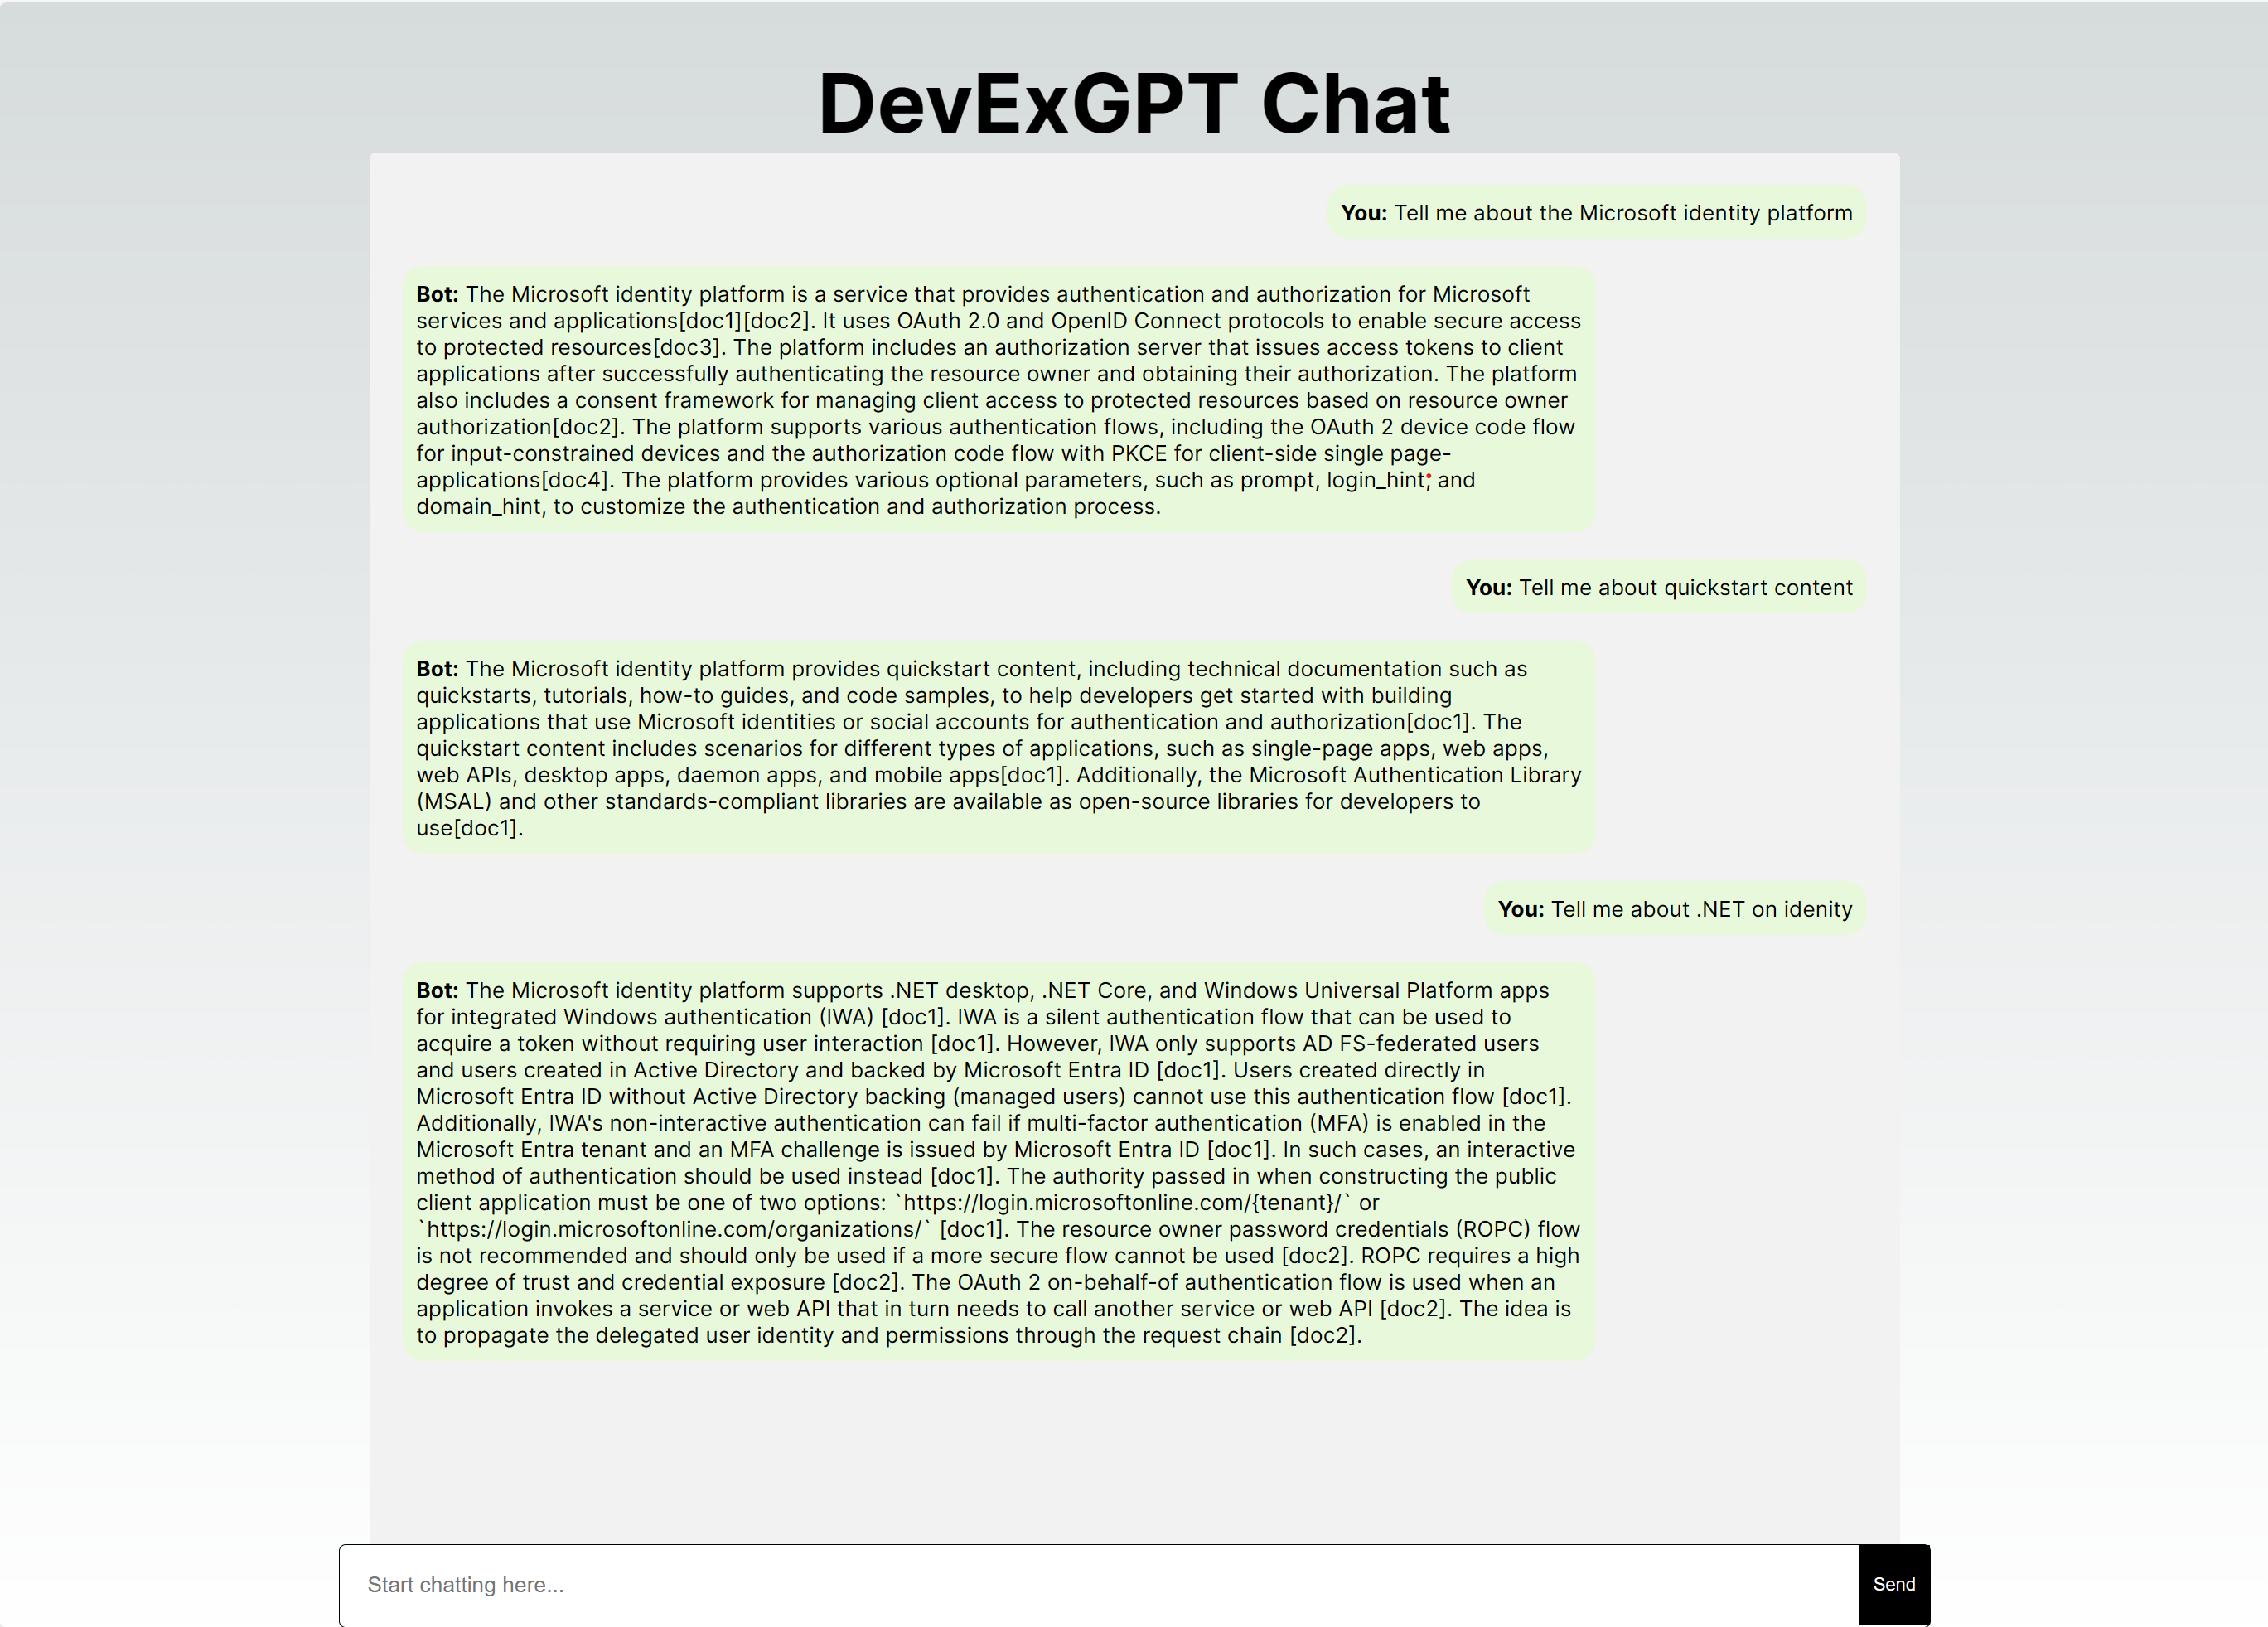 DevExGPT Chat
You: Tell me about the Microsoft identity platform
Bot: The Microsoft identity platform is a service that provides authentication and authorization for Microsoft
services and applications[doc1][doc2]. It uses OAuth 2.0 and OpenID Connect protocols to enable secure access
to protected resources[doc3]. The platform includes an authorization server that issues access tokens to client
applications after successfully authenticating the resource owner and obtaining their authorization. The platform
also includes a consent framework for managing client access to protected resources based on resource owner
authorization[doc2]. The platform supports various authentication flows, including the OAuth 2 device code flow
for input-constrained devices and the authorization code flow with PKCE for client-side single page-
applications[doc4]. The platform provides various optional parameters, such as prompt, login_hint, and
domain_hint, to customize the authentication and authorization process.
You: Tell me about quickstart content
Bot: The Microsoft identity platform provides quickstart content, including technical documentation such as
quickstarts, tutorials, how-to guides, and code samples, to help developers get started with building
applications that use Microsoft identities or social accounts for authentication and authorization[doc1]. The
quickstart content includes scenarios for different types of applications, such as single-page apps, web apps,
web APIs, desktop apps, daemon apps, and mobile apps[doc1]. Additionally, the Microsoft Authentication Library
(MSAL) and other standards-compliant libraries are available as open-source libraries for developers to
use[doc1].
You: Tell me about .NET on idenity
Bot: The Microsoft identity platform supports .NET desktop, .NET Core, and Windows Universal Platform apps
for integrated Windows authentication (IWA) [doc1]. IWA is a silent authentication flow that can be used to
acquire a token without requiring user interaction [doc1]. However, IWA only supports AD FS-federated users
and users created in Active Directory and backed by Microsoft Entra ID [doc1]. Users created directly in
Microsoft Entra ID without Active Directory backing (managed users) cannot use this authentication flow [doc1].
Additionally, IWA's non-interactive authentication can fail if multi-factor authentication (MFA) is enabled in the
Microsoft Entra tenant and an MFA challenge is issued by Microsoft Entra ID [doc1]. In such cases, an interactive
method of authentication should be used instead [doc1]. The authority passed in when constructing the public
client application must be one of two options: `https://login.microsoftonline.com/{tenant}/` or
`https://login.microsoftonline.com/organizations/` [doc1]. The resource owner password credentials (ROPC) flow
is not recommended and should only be used if a more secure flow cannot be used [doc2]. ROPC requires a high
degree of trust and credential exposure [doc2]. The OAuth 2 on-behalf-of authentication flow is used when an
application invokes a service or web API that in turn needs to call another service or web API [doc2]. The idea is
to propagate the delegated user identity and permissions through the request chain [doc2].
Start chatting here...
Send